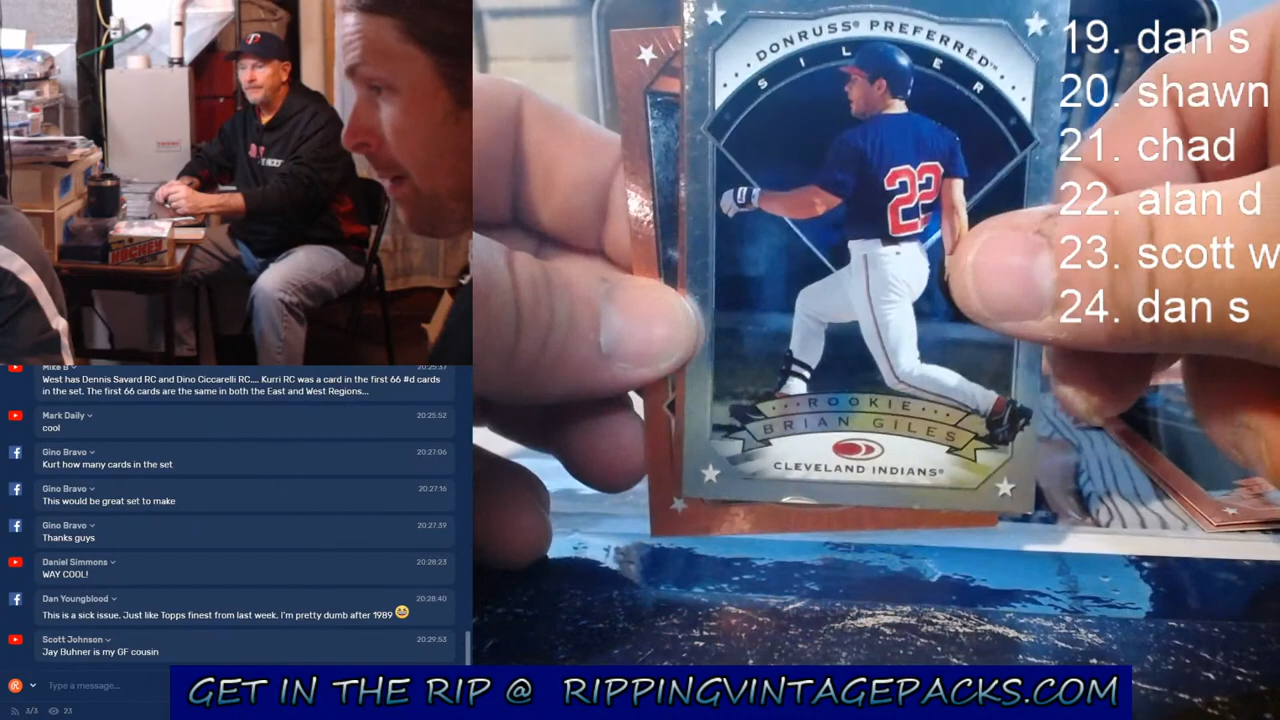 DONRUSS® PREFERRED™
SILVER
22
ROOKIE
BRIAN GILES
CLEVELAND INDIANS®
HOCKEY
19. dan s
20. shawn
21. chad
22. alan d
23. scott w
24. dan s
Mike B 20:25:37
West has Dennis Savard RC and Dino Ciccarelli RC.... Kurri RC was a card in the first 66 #d cards
in the set. The first 66 cards are the same in both the East and West Regions...
Mark Daily 20:25:52
cool
Gino Bravo 20:27:06
Kurt how many cards in the set
Gino Bravo 20:27:16
This would be great set to make
Gino Bravo 20:27:39
Thanks guys
Daniel Simmons 20:28:23
WAY COOL!
Dan Youngblood 20:28:40
This is a sick issue. Just like Topps finest from last week. I'm pretty dumb after 1989 😄
Scott Johnson 20:29:53
Jay Buhner is my GF cousin
Type a message...
3/3 23
GET IN THE RIP @ RIPPINGVINTAGEPACKS.COM